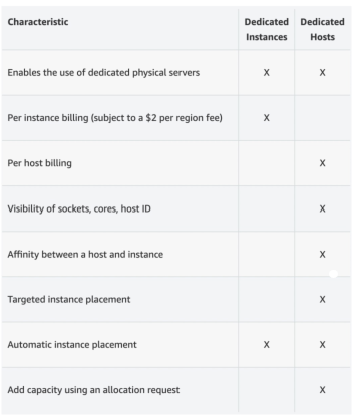 Characteristic Dedicated Instances Dedicated Hosts
Enables the use of dedicated physical servers X X
Per instance billing (subject to a $2 per region fee) X
Per host billing X
Visibility of sockets, cores, host ID X
Affinity between a host and instance X
Targeted instance placement X
Automatic instance placement X X
Add capacity using an allocation request X